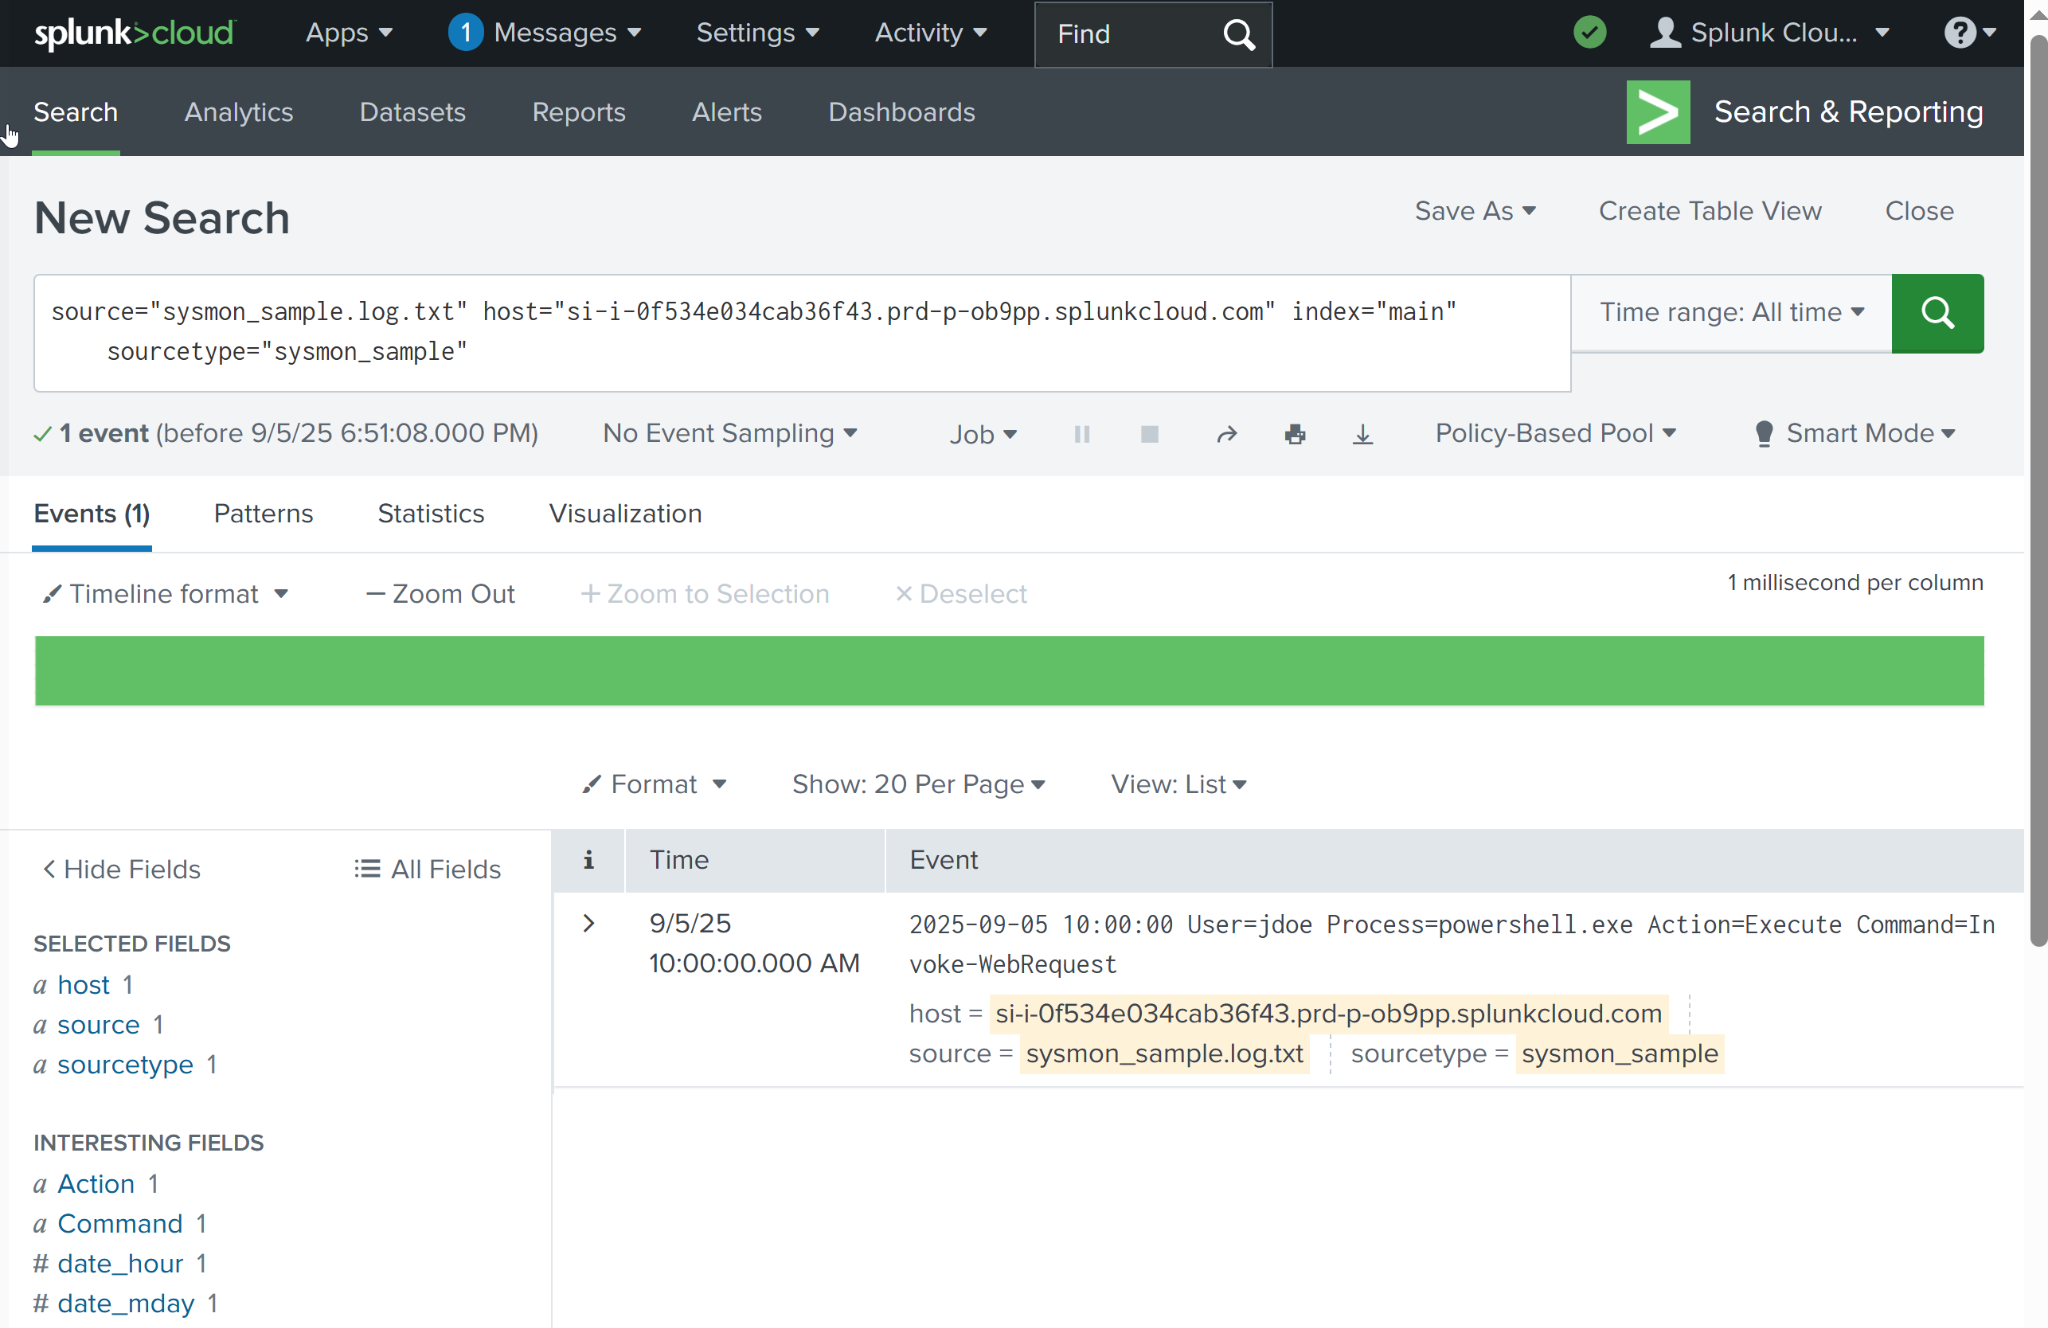 splunk>cloud Apps 1 Messages Settings Activity Find Splunk Clou... ?
Search Analytics Datasets Reports Alerts Dashboards > Search & Reporting
New Search
Save As Create Table View Close
source="sysmon_sample.log.txt" host="si-i-0f534e034cab36f43.prd-p-ob9pp.splunkcloud.com" index="main"
sourcetype="sysmon_sample"
Time range: All time
1 event (before 9/5/25 6:51:08.000 PM) No Event Sampling Job Policy-Based Pool Smart Mode
Events (1) Patterns Statistics Visualization
Timeline format — Zoom Out + Zoom to Selection × Deselect
1 millisecond per column
Format Show: 20 Per Page View: List
< Hide Fields All Fields
SELECTED FIELDS
a host 1
a source 1
a sourcetype 1
INTERESTING FIELDS
a Action 1
a Command 1
# date_hour 1
# date_mday 1
i Time Event
> 9/5/25
10:00:00.000 AM
2025-09-05 10:00:00 User=jdoe Process=powershell.exe Action=Execute Command=In
voke-WebRequest
host = si-i-0f534e034cab36f43.prd-p-ob9pp.splunkcloud.com
source = sysmon_sample.log.txt sourcetype = sysmon_sample